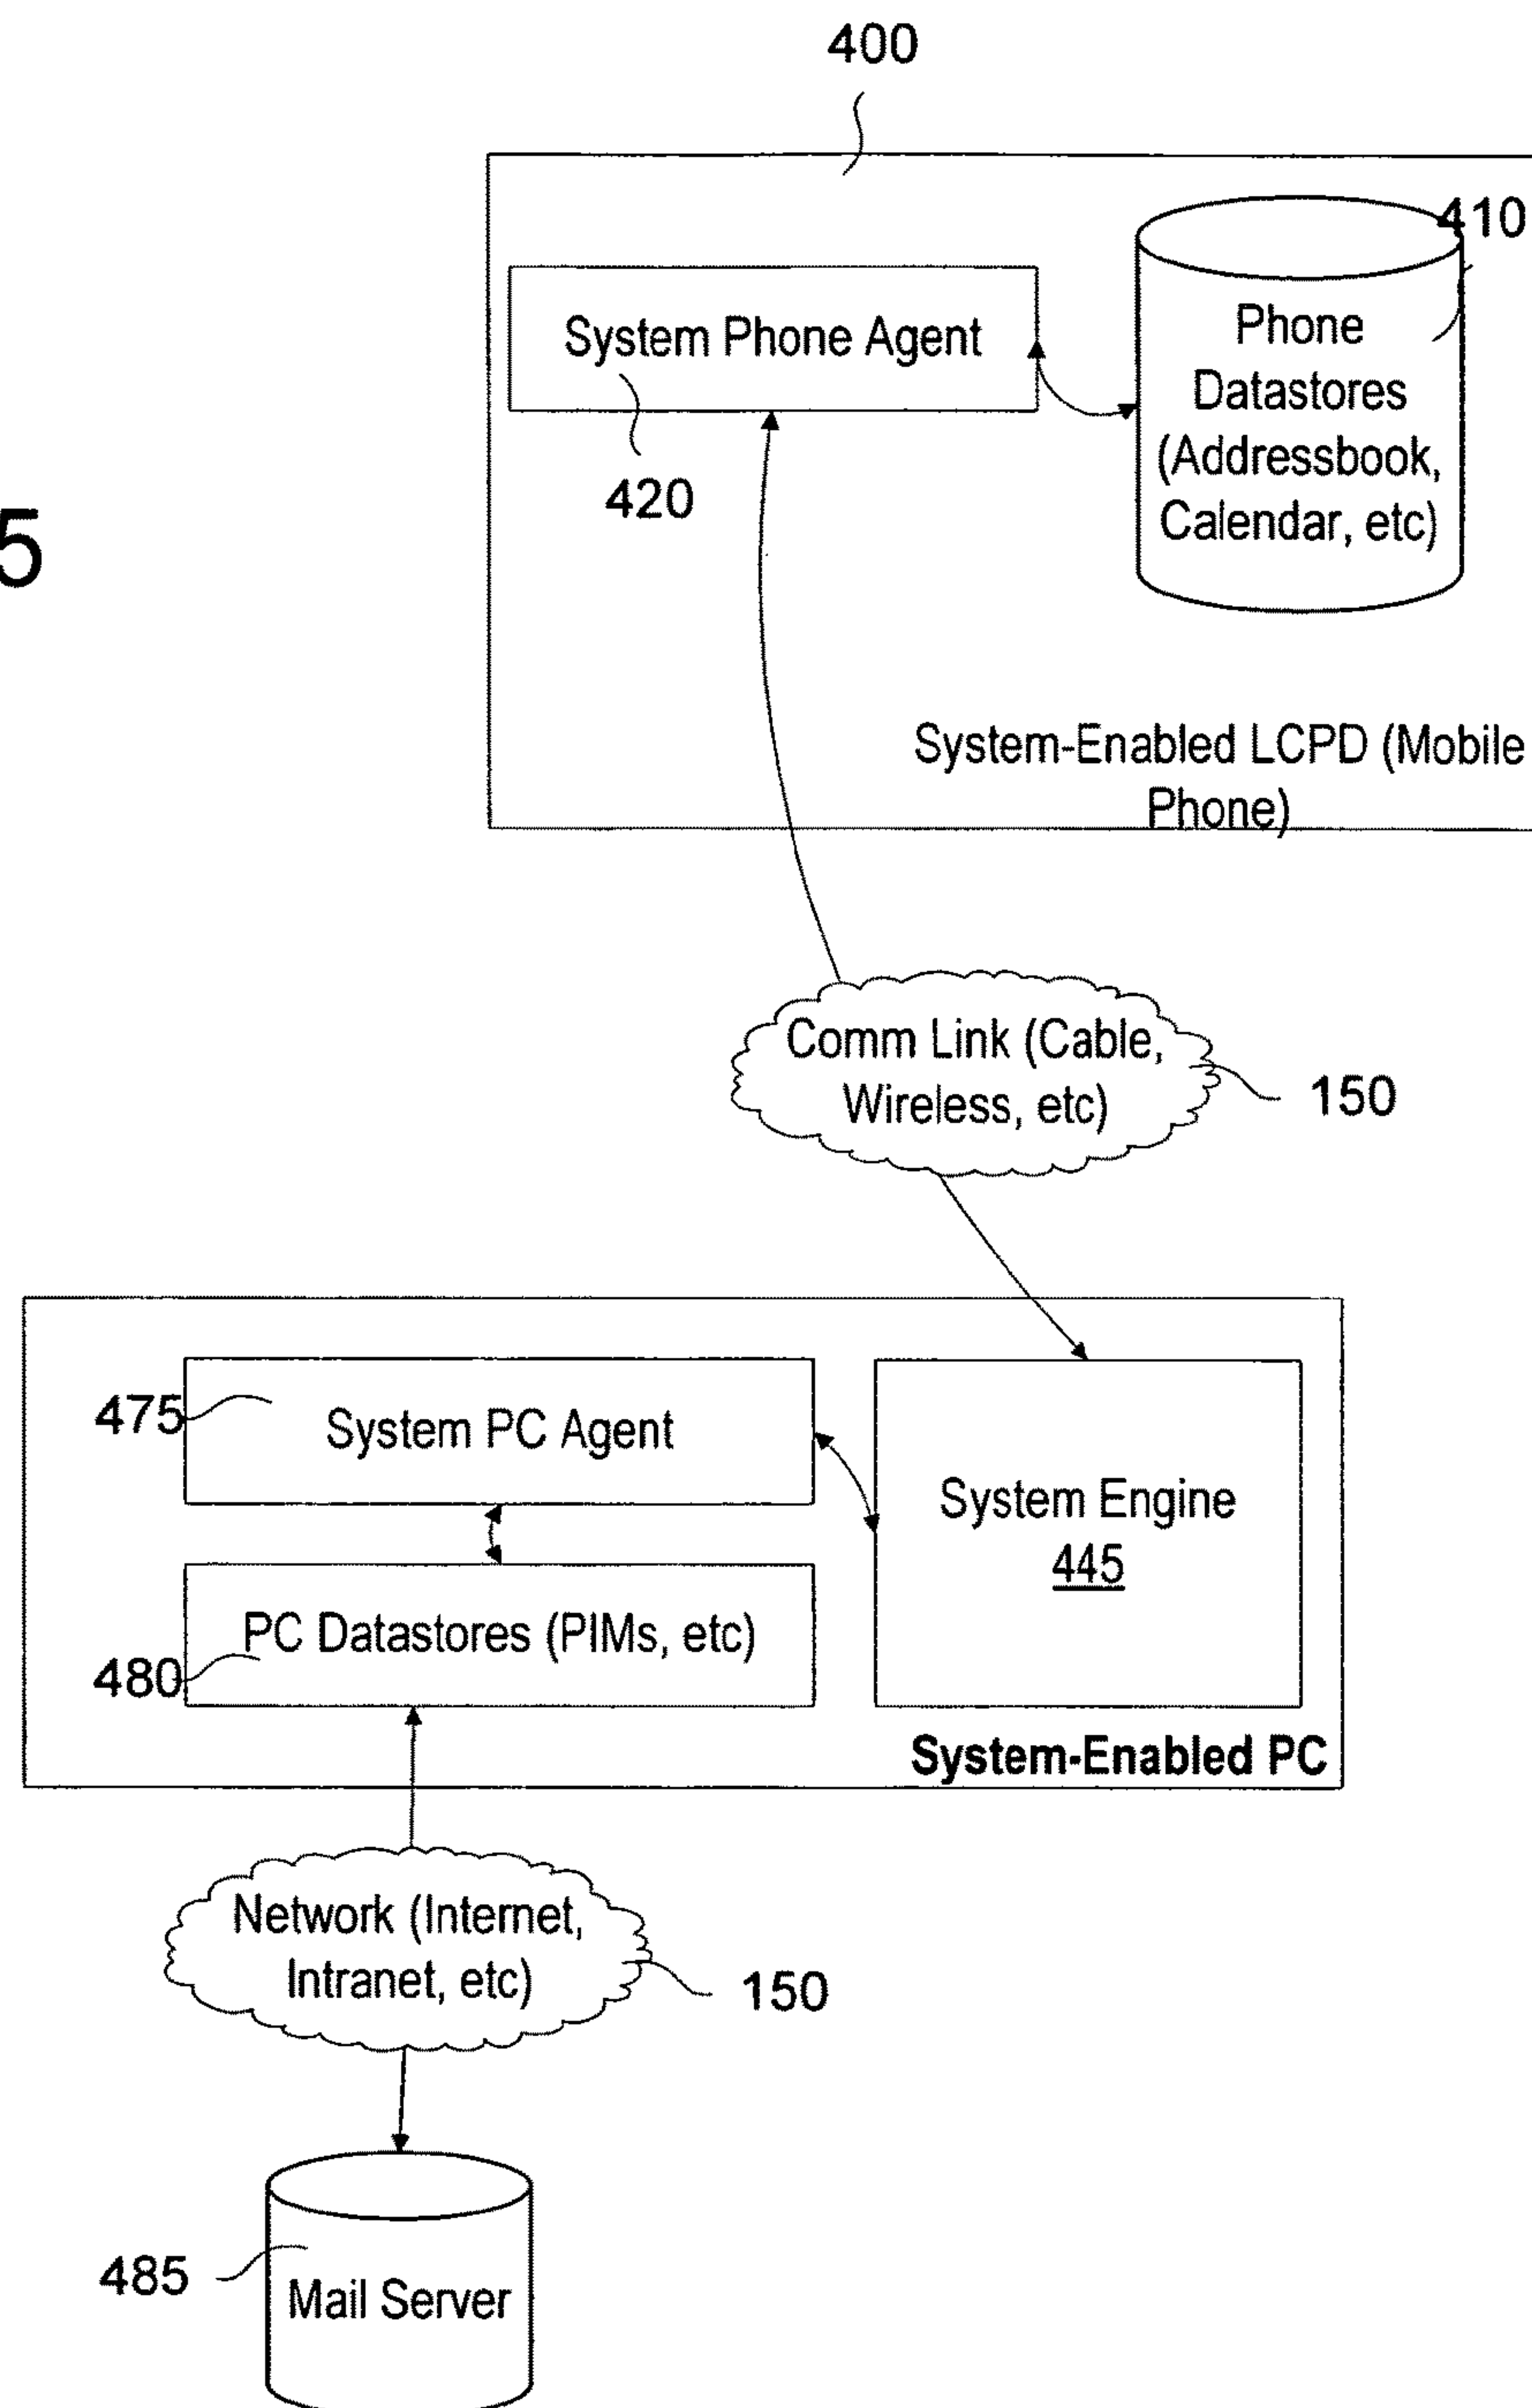 400
410
System Phone Agent
Phone
Datastores
(Addressbook,
Calendar, etc)
420
5
System-Enabled LCPD (Mobile
Phone)
Comm Link (Cable,
Wireless, etc)
150
475
System PC Agent
System Engine
445
PC Datastores (PIMs, etc)
480
System-Enabled PC
Network (Internet,
Intranet, etc)
150
485
Mail Server